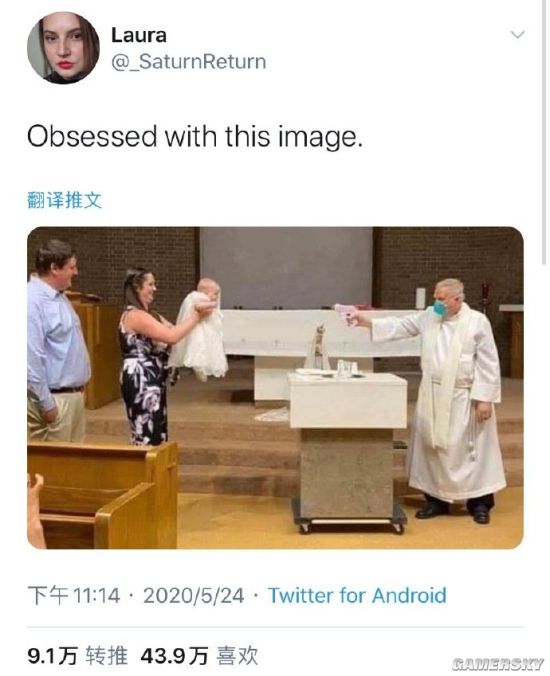 Laura
@_SaturnReturn
Obsessed with this image.
翻译推文
下午 11:14 · 2020/5/24 · Twitter for Android
9.1万 转推 43.9万 喜欢
GAMERSKY